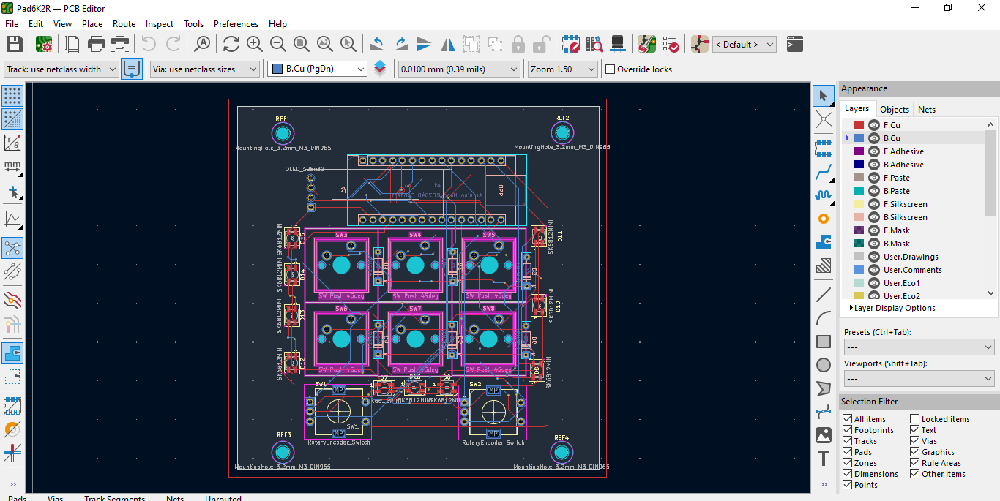 Pad6K2R — PCB Editor
File Edit View Place Route Inspect Tools Preferences Help
< Default >
Track: use netclass width
Via: use netclass sizes
B.Cu (PgDn)
0.0100 mm (0.39 mils)
Zoom 1.50
Override locks
mm
REF1
REF2
MountingHole_3.2mm_M3_DIN965
MountingHole_3.2mm_M3_DIN965
OLED_128x32
A1
USB
SK6812MINI
SW3
SW4
SW5
SK6812MINI
D11
SK6812MINI
D14
SW_Push_45deg
SW_Push_45deg
SW_Push_45deg
SK6812MINI
D13
SW6
SW7
SW8
SK6812MINI
D10
SK6812MINI
D12
SW_Push_45deg
SW_Push_45deg
SW_Push_45deg
SK6812MINI
SW1
D7
SW2
MP
MP
SW1
MP
MP
RotaryEncoder_Switch
RotaryEncoder_Switch
REF3
REF4
MountingHole_3.2mm_M3_DIN965
MountingHole_3.2mm_M3_DIN965
Appearance
Layers Objects Nets
F.Cu
B.Cu
F.Adhesive
B.Adhesive
F.Paste
B.Paste
F.Silkscreen
B.Silkscreen
F.Mask
B.Mask
User.Drawings
User.Comments
User.Eco1
User.Eco2
Layer Display Options
Presets (Ctrl+Tab):
---
Viewports (Shift+Tab):
---
Selection Filter
All items Locked items
Footprints Text
Tracks Vias
Pads Graphics
Zones Rule Areas
Dimensions Other items
Points
Pads Vias Track Segments Nets Unrouted